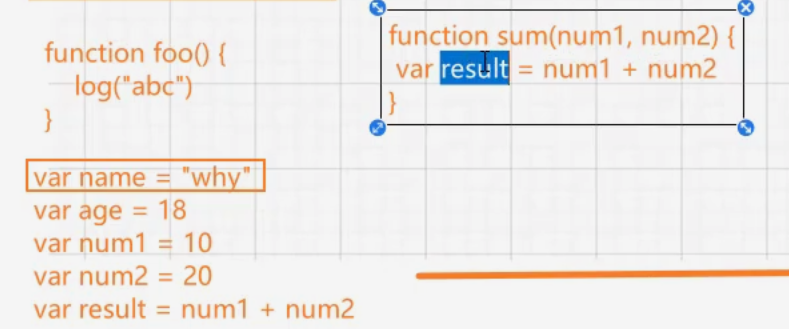 function foo() {
log("abc")
}
function sum(num1, num2) {
var result = num1 + num2
}
var name = "why"
var age = 18
var num1 = 10
var num2 = 20
var result = num1 + num2